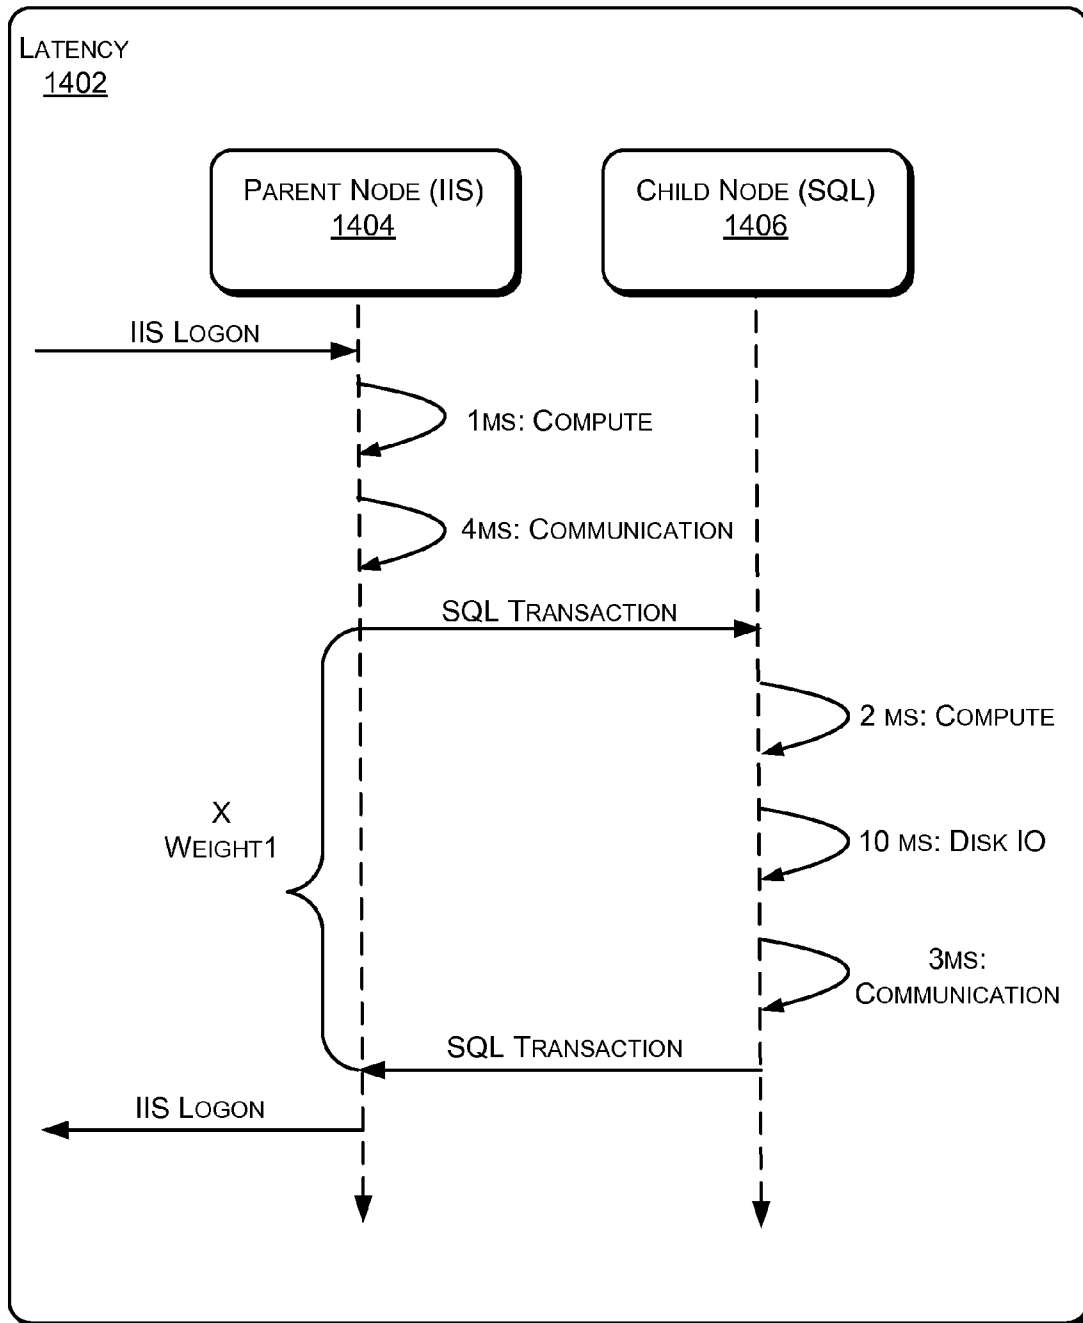 LATENCY
1402
PARENT NODE (IIS)
1404
CHILD NODE (SQL)
1406
IIS LOGON
1MS: COMPUTE
4MS: COMMUNICATION
SQL TRANSACTION
2 MS: COMPUTE
X
WEIGHT1
10 MS: DISK IO
3MS:
COMMUNICATION
SQL TRANSACTION
IIS LOGON